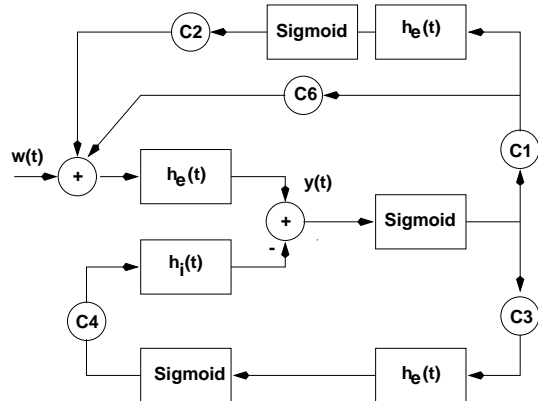 C2
Sigmoid
he(t)
C6
C1
w(t)
+
he(t)
y(t)
+
-
Sigmoid
hi(t)
C4
C3
Sigmoid
he(t)